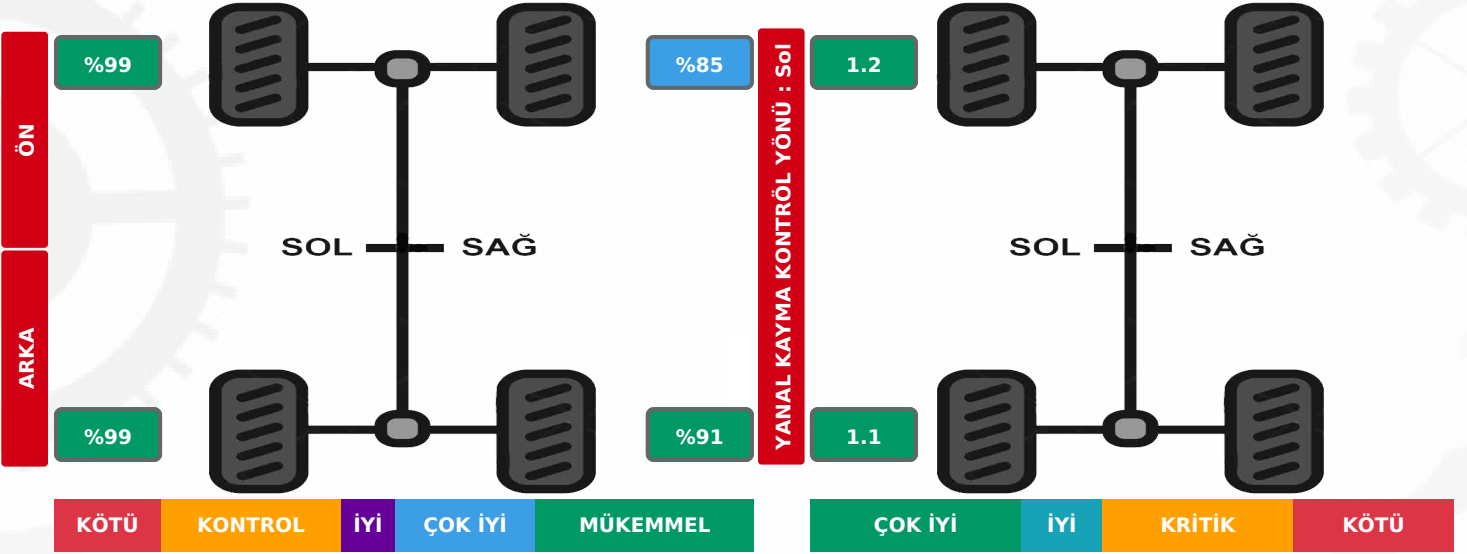 ÖN
%99
%85
YANAL KAYMA KONTRÖL YÖNÜ : Sol
1.2
SOL
SAĞ
SOL
SAĞ
ARKA
%99
%91
1.1
KÖTÜ
KONTROL
İYİ
ÇOK İYİ
MÜKEMMEL
ÇOK İYİ
İYİ
KRİTİK
KÖTÜ